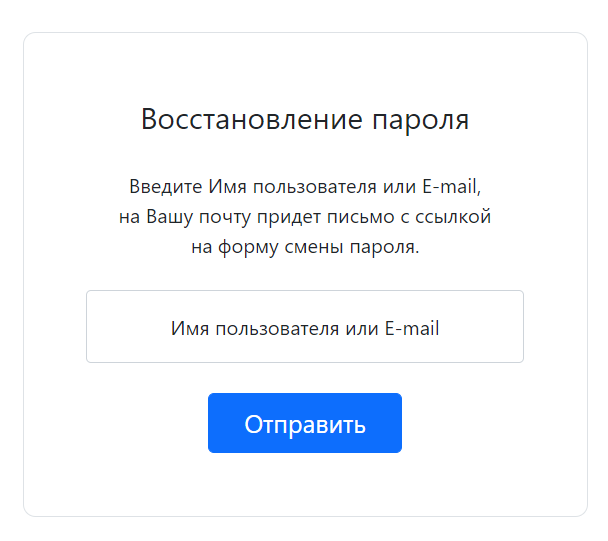 Восстановление пароля
Введите Имя пользователя или E-mail,
на Вашу почту придет письмо с ссылкой
на форму смены пароля.
Имя пользователя или E-mail
Отправить